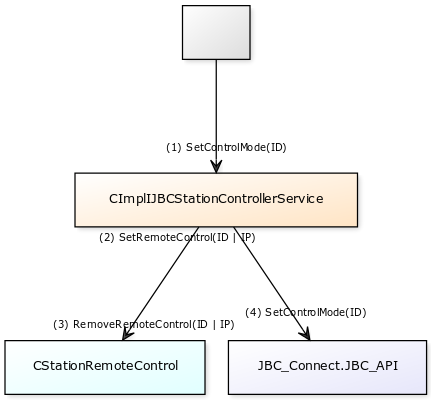 (1) SetControlMode(ID)
CImplIJBCStationControllerService
(2) SetRemoteControl(ID | IP)
(4) SetControlMode(ID)
(3) RemoveRemoteControl(ID | IP)
CStationRemoteControl
JBC_Connect.JBC_API